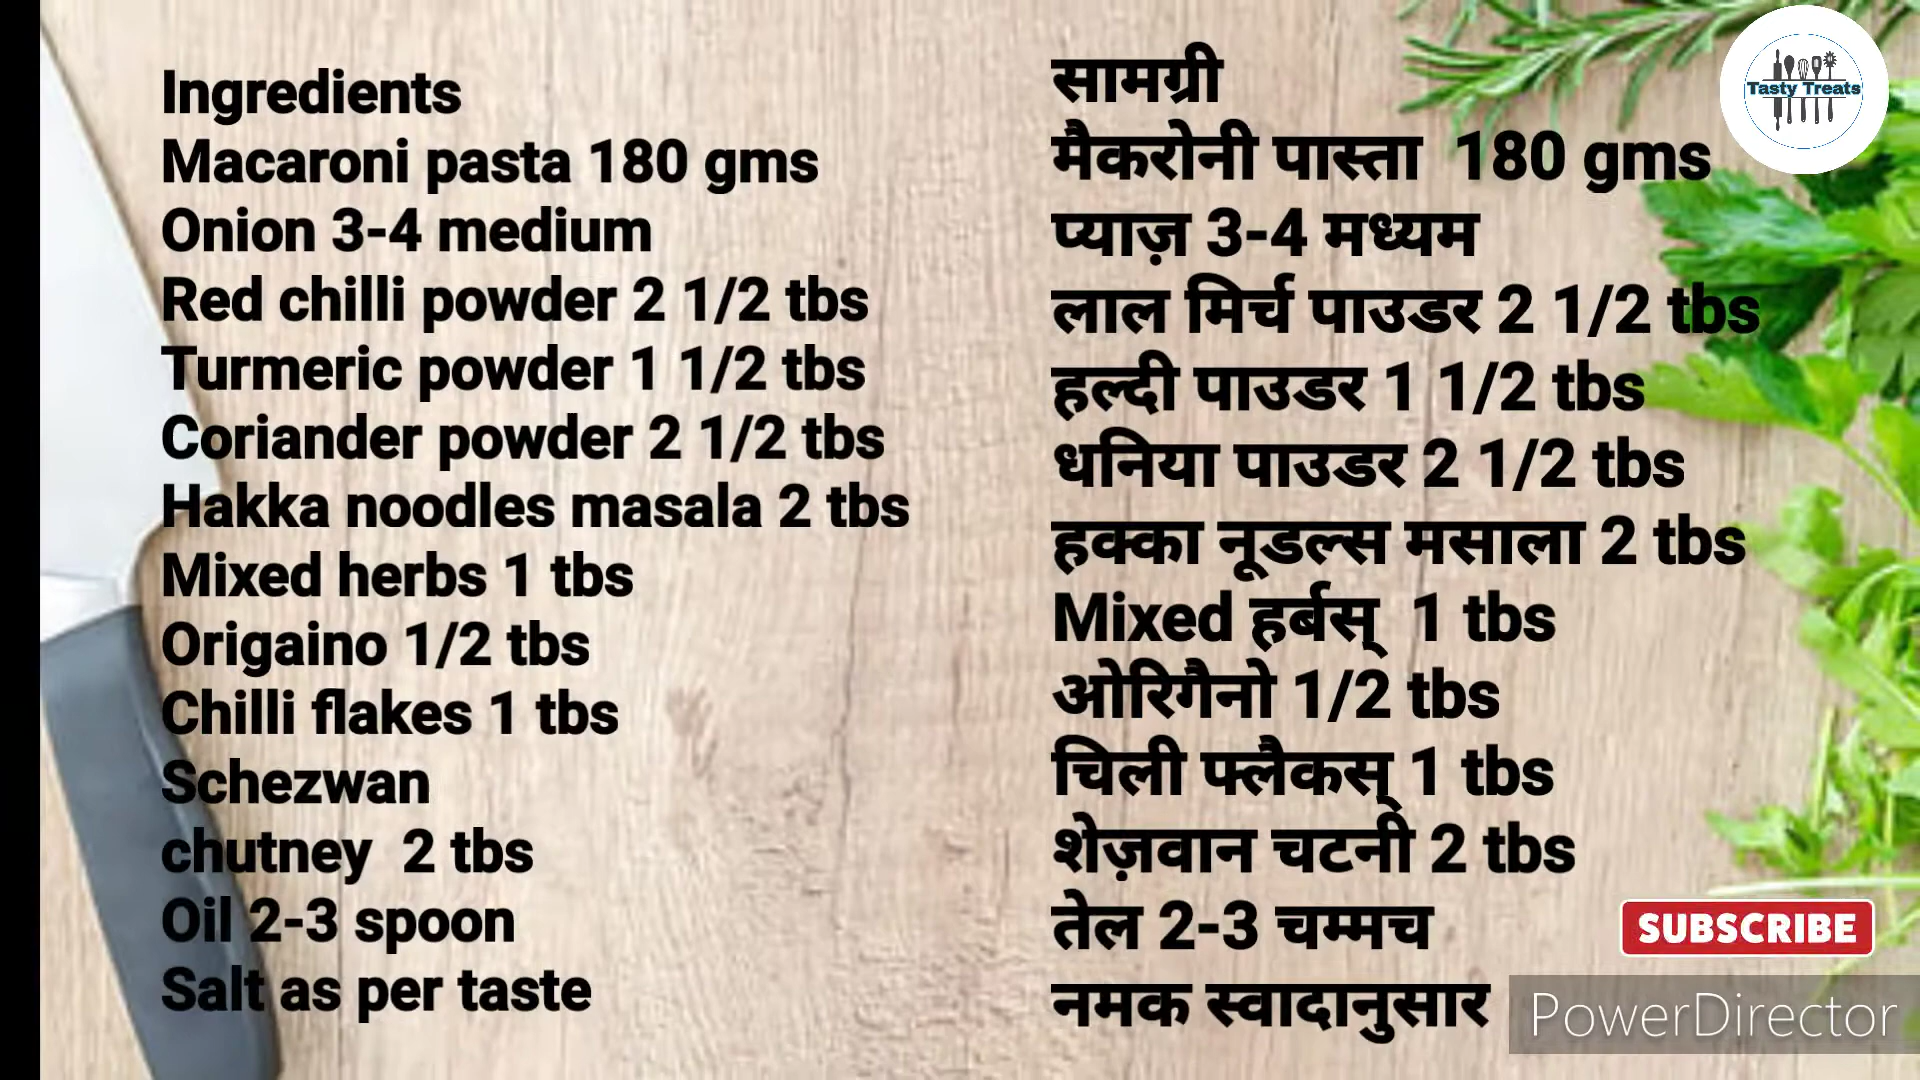 Ingredients
Macaroni pasta 180 gms
Onion 3-4 medium
Red chilli powder 2 1/2 tbs
Turmeric powder 1 1/2 tbs
Coriander powder 2 1/2 tbs
Hakka noodles masala 2 tbs
Mixed herbs 1 tbs
Origaino 1/2 tbs
Chilli flakes 1 tbs
Schezwan
chutney 2 tbs
Oil 2-3 spoon
Salt as per taste
सामग्री
मैकरोनी पास्ता 180 gms
प्याज़ 3-4 मध्यम
लाल मिर्च पाउडर 2 1/2 tbs
हल्दी पाउडर 1 1/2 tbs
धनिया पाउडर 2 1/2 tbs
हक्का नूडल्स मसाला 2 tbs
Mixed हर्बस् 1 tbs
ओरिगैनो 1/2 tbs
चिली फ्लैकस् 1 tbs
शेज़वान चटनी 2 tbs
तेल 2-3 चम्मच
नमक स्वादानुसार
Tasty Treats
SUBSCRIBE
PowerDirector